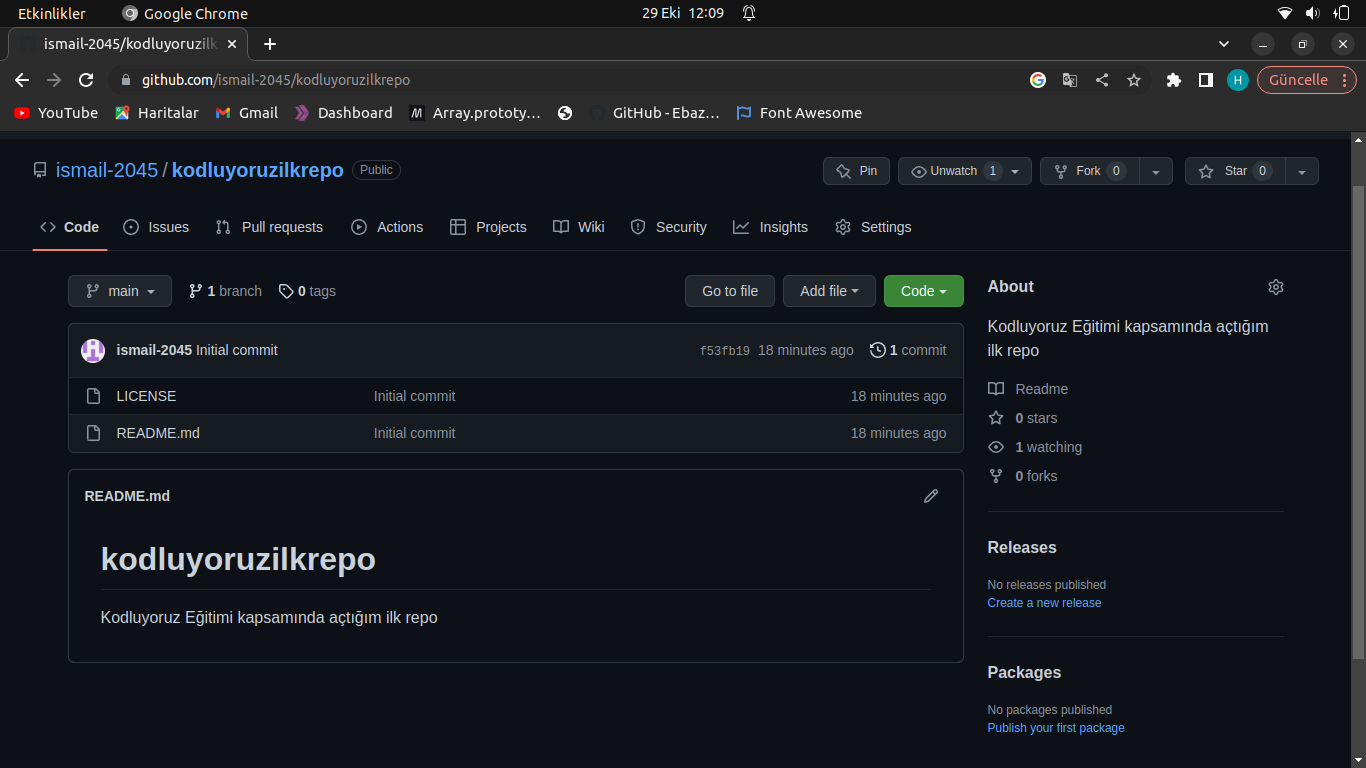 Etkinlikler Google Chrome 29 Eki 12:09
ismail-2045/kodluyoruzilk
github.com/ismail-2045/kodluyoruzilkrepo H Güncelle
YouTube Haritalar Gmail Dashboard Array.prototy… GitHub - Ebaz… Font Awesome
ismail-2045 / kodluyoruzilkrepo Public Pin Unwatch 1 Fork 0 Star 0
Code Issues Pull requests Actions Projects Wiki Security Insights Settings
main 1 branch 0 tags Go to file Add file Code
ismail-2045 Initial commit f53fb19 18 minutes ago 1 commit
LICENSE Initial commit 18 minutes ago
README.md Initial commit 18 minutes ago
README.md
kodluyoruzilkrepo
Kodluyoruz Eğitimi kapsamında açtığım ilk repo
About
Kodluyoruz Eğitimi kapsamında açtığım
ilk repo
Readme
0 stars
1 watching
0 forks
Releases
No releases published
Create a new release
Packages
No packages published
Publish your first package